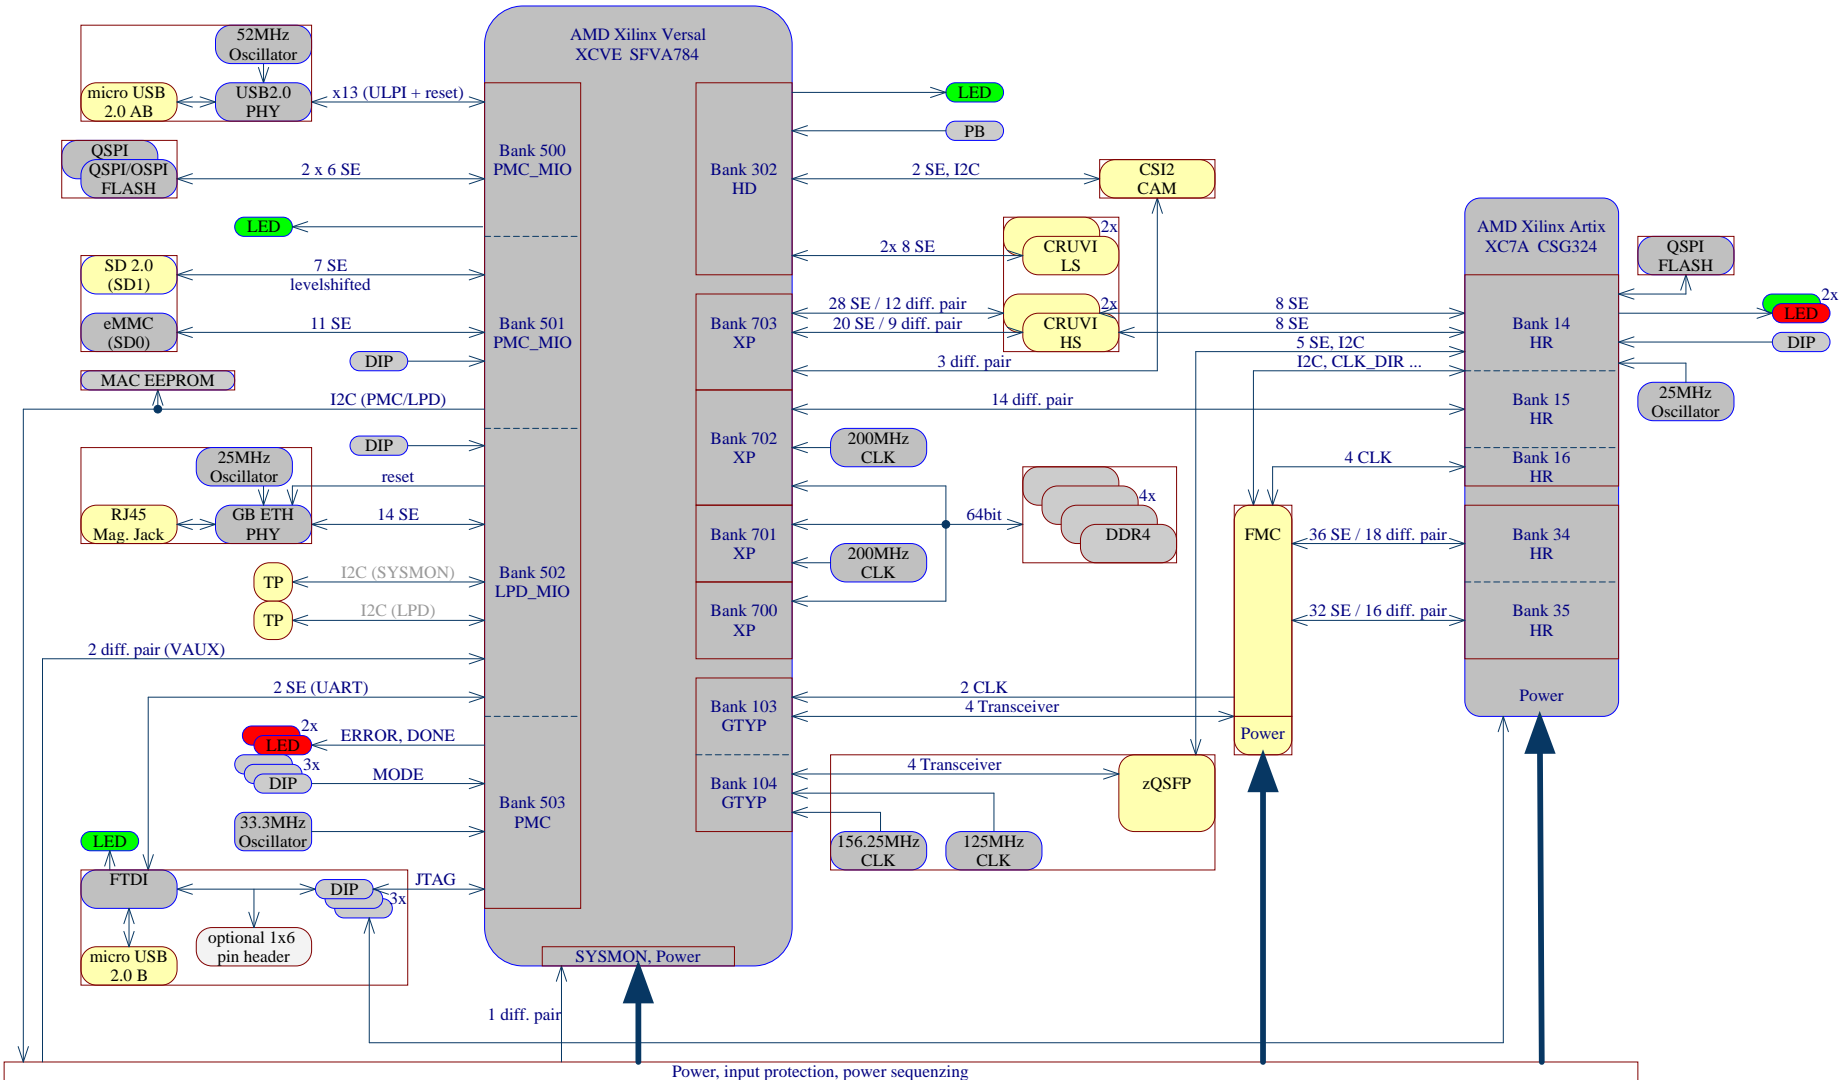 AMD Xilinx Versal
XCVE SFVA784
52MHz
Oscillator
micro USB
2.0 AB
USB2.0
PHY
x13 (ULPI + reset)
QSPI
QSPI/OSPI
FLASH
2 x 6 SE
Bank 500
PMC_MIO
LED
SD 2.0
(SD1)
7 SE
levelshifted
eMMC
(SD0)
11 SE
Bank 501
PMC_MIO
DIP
MAC EEPROM
I2C (PMC/LPD)
DIP
25MHz
Oscillator
reset
RJ45
Mag. Jack
GB ETH
PHY
14 SE
TP
I2C (SYSMON)
TP
I2C (LPD)
Bank 502
LPD_MIO
2 diff. pair (VAUX)
2 SE (UART)
2x
LED
ERROR, DONE
3x
DIP
MODE
33.3MHz
Oscillator
Bank 503
PMC
LED
FTDI
DIP
3x
JTAG
optional 1x6
pin header
micro USB
2.0 B
SYSMON, Power
1 diff. pair
Bank 302
HD
LED
PB
2 SE, I2C
CSI2
CAM
2x 8 SE
2x
CRUVI
LS
Bank 703
XP
28 SE / 12 diff. pair
20 SE / 9 diff. pair
2x
CRUVI
HS
8 SE
8 SE
3 diff. pair
5 SE, I2C
I2C, CLK_DIR ...
Bank 702
XP
14 diff. pair
200MHz
CLK
4 CLK
Bank 701
XP
64bit
4x
DDR4
200MHz
CLK
Bank 700
XP
FMC
36 SE / 18 diff. pair
32 SE / 16 diff. pair
Bank 103
GTYP
2 CLK
4 Transceiver
Power
Bank 104
GTYP
4 Transceiver
zQSFP
156.25MHz
CLK
125MHz
CLK
AMD Xilinx Artix
XC7A CSG324
QSPI
FLASH
Bank 14
HR
2x
LED
DIP
25MHz
Oscillator
Bank 15
HR
Bank 16
HR
Bank 34
HR
Bank 35
HR
Power
Power, input protection, power sequenzing